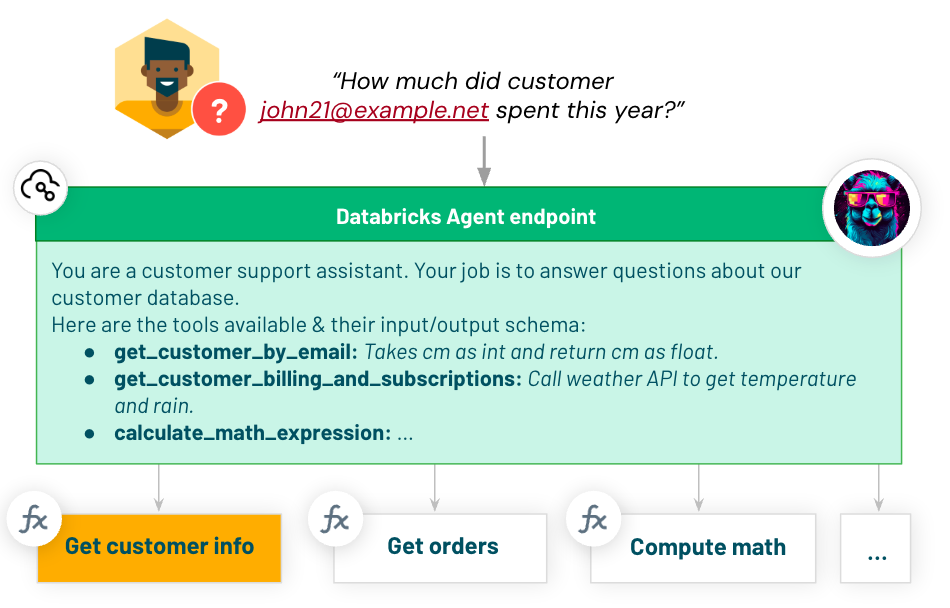 “How much did customer
john21@example.net spent this year?”
?
Databricks Agent endpoint
You are a customer support assistant. Your job is to answer questions about our
customer database.
Here are the tools available & their input/output schema:
● get_customer_by_email: Takes cm as int and return cm as float.
● get_customer_billing_and_subscriptions: Call weather API to get temperature
and rain.
● calculate_math_expression: ...
fx
Get customer info
fx
Get orders
fx
Compute math
...